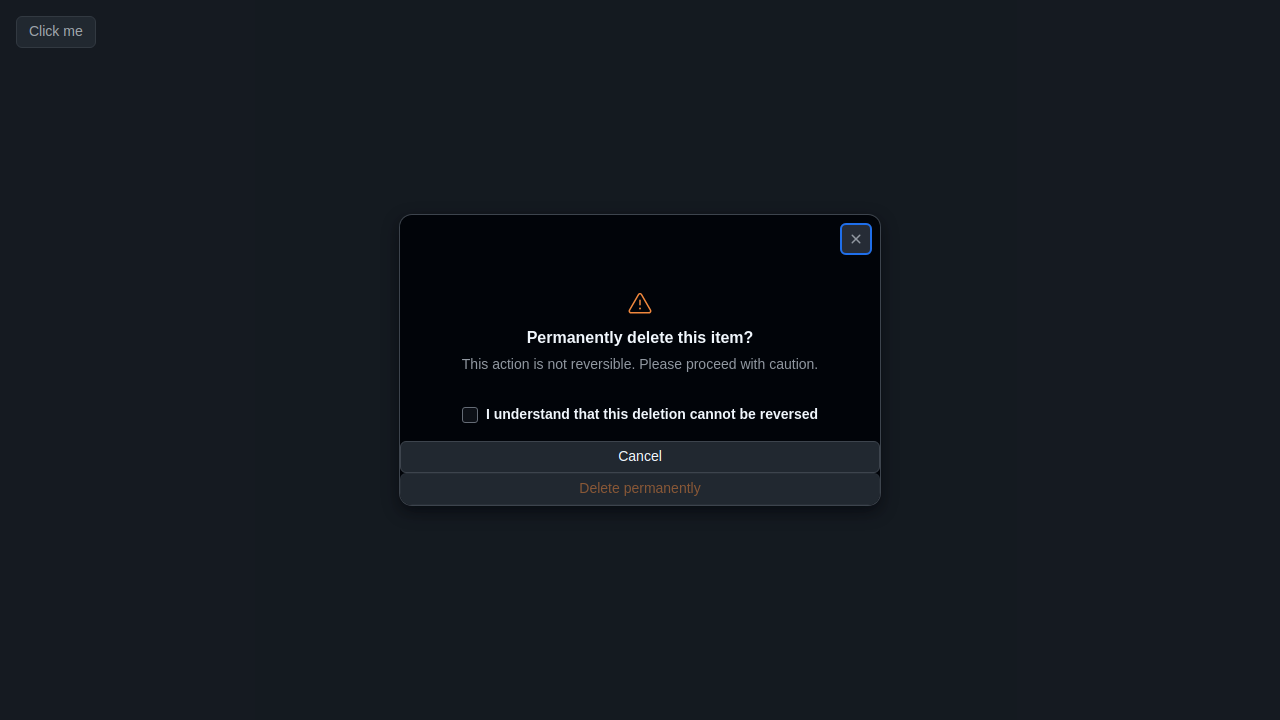 Click me
Permanently delete this item?
This action is not reversible. Please proceed with caution.
I understand that this deletion cannot be reversed
Cancel
Delete permanently